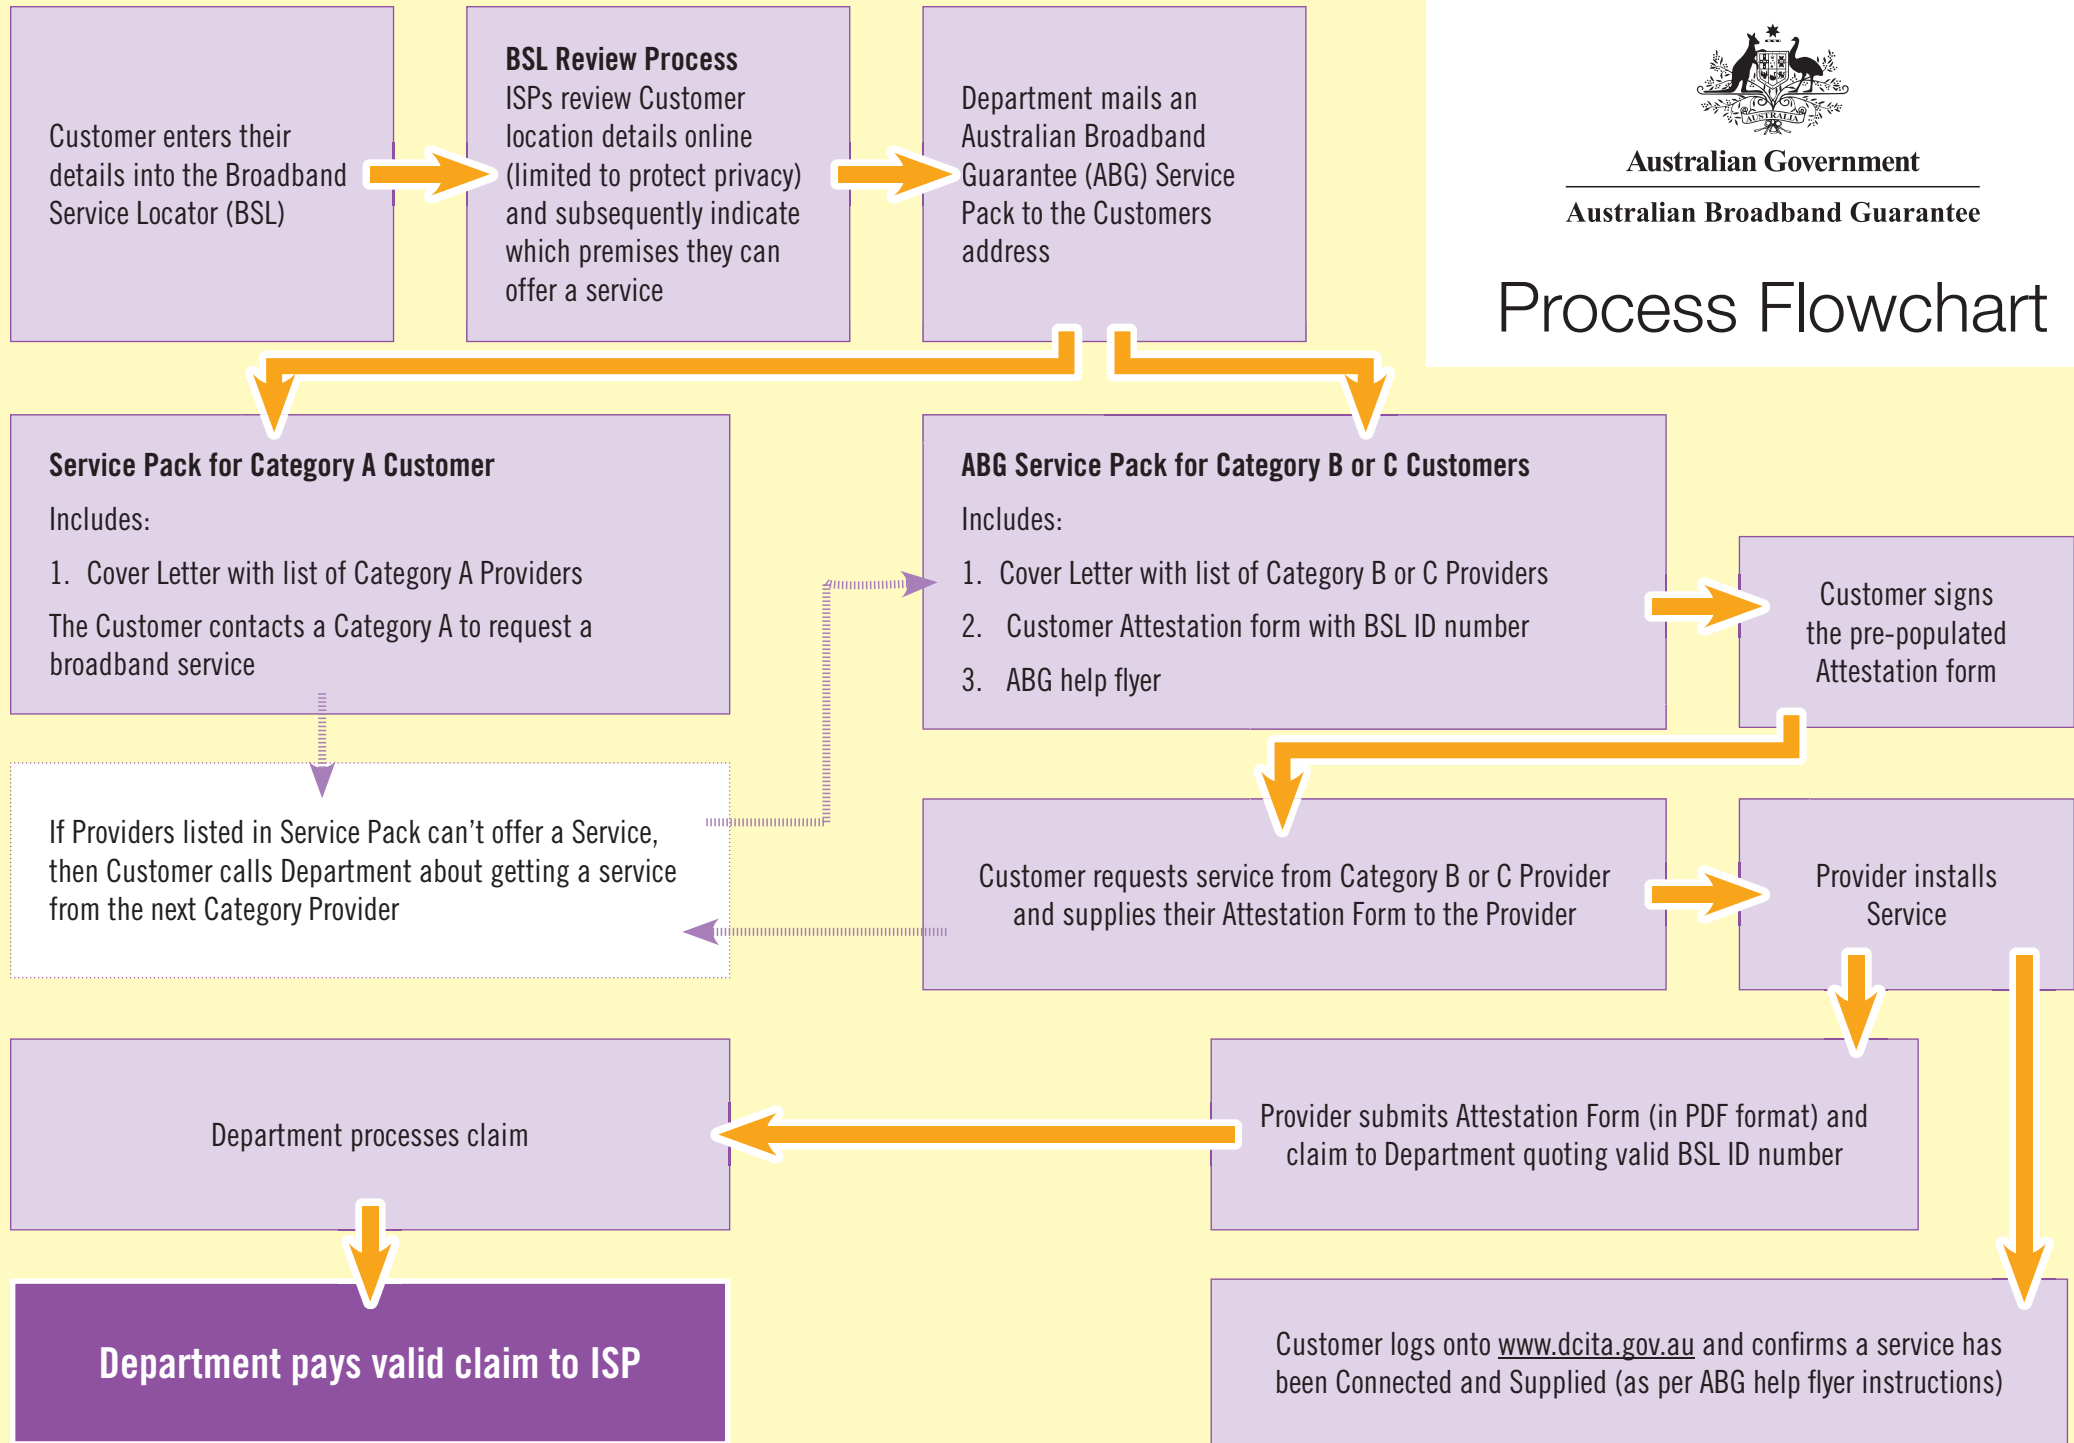 Customer enters their
details into the Broadband
Service Locator (BSL)
BSL Review Process
ISPs review Customer
location details online
(limited to protect privacy)
and subsequently indicate
which premises they can
offer a service
Department mails an
Australian Broadband
Guarantee (ABG) Service
Pack to the Customers
address
AUSTRALIA
Australian Government
Australian Broadband Guarantee
Process Flowchart
Service Pack for Category A Customer
Includes:
1. Cover Letter with list of Category A Providers
The Customer contacts a Category A to request a
broadband service
ABG Service Pack for Category B or C Customers
Includes:
1. Cover Letter with list of Category B or C Providers
2. Customer Attestation form with BSL ID number
3. ABG help flyer
Customer signs
the pre-populated
Attestation form
If Providers listed in Service Pack can’t offer a Service,
then Customer calls Department about getting a service
from the next Category Provider
Customer requests service from Category B or C Provider
and supplies their Attestation Form to the Provider
Provider installs
Service
Department processes claim
Provider submits Attestation Form (in PDF format) and
claim to Department quoting valid BSL ID number
Department pays valid claim to ISP
Customer logs onto www.dcita.gov.au and confirms a service has
been Connected and Supplied (as per ABG help flyer instructions)